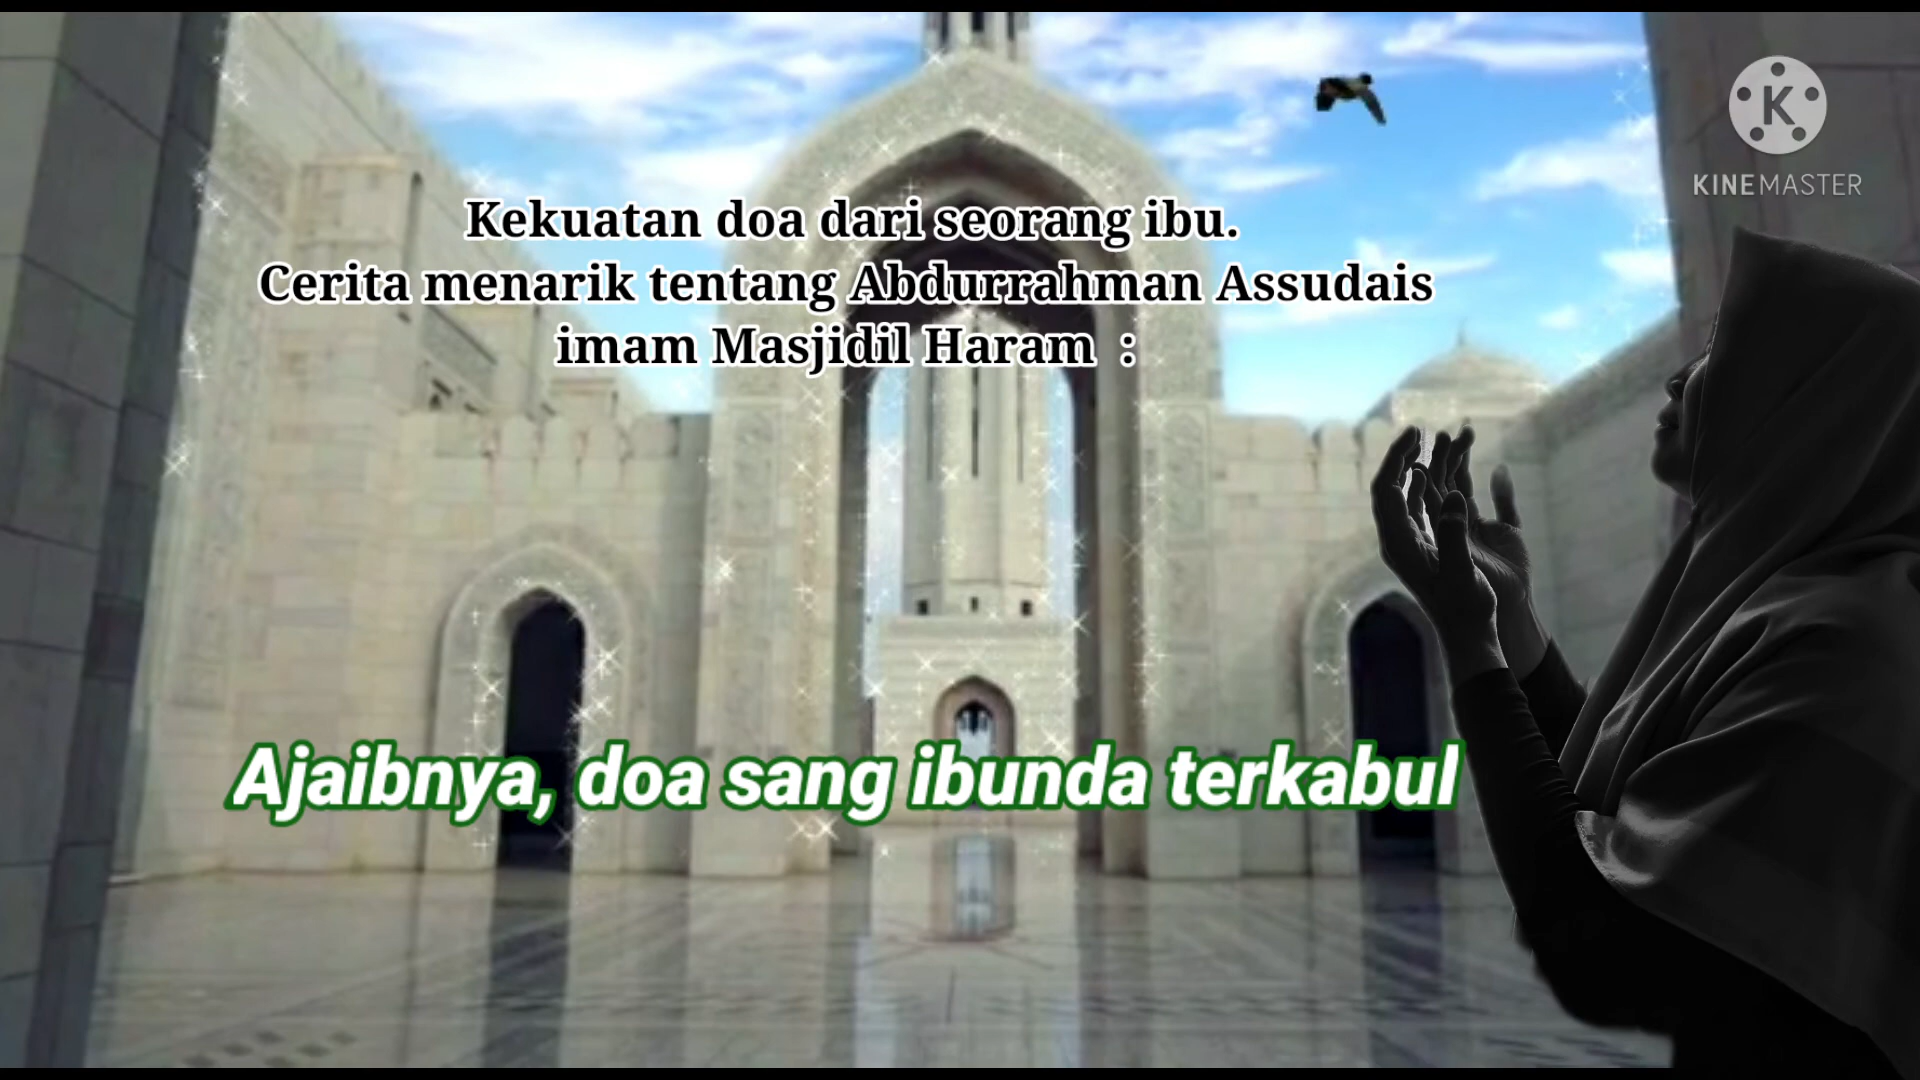 KINEMASTER
Kekuatan doa dari seorang ibu.
Cerita menarik tentang Abdurrahman Assudais
imam Masjidil Haram :
Ajaibnya, doa sang ibunda terkabul